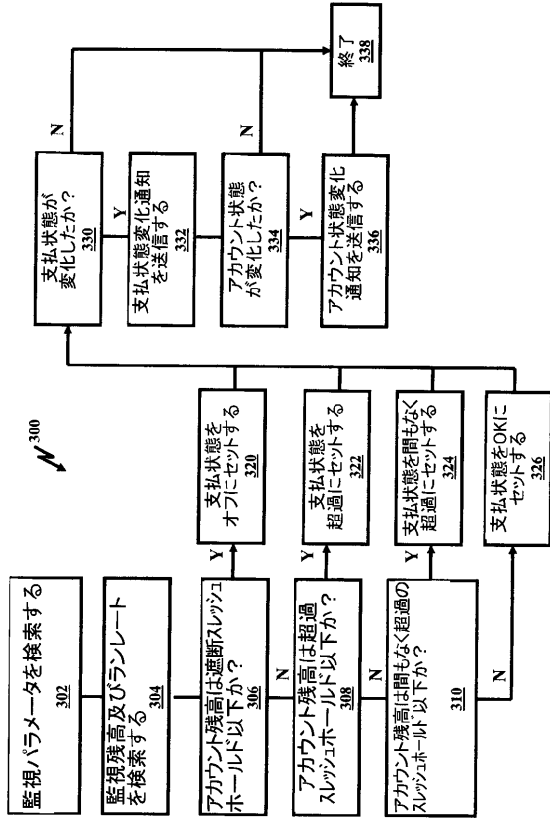 300
監視パラメータを検索する
302
監視残高及びランレート
を検索する
304
アカウント残高は遮断スレッシュ
ホールド以下か？
306
Y
支払状態を
オフにセットする
320
N
アカウント残高は超過
スレッシュホールド以下か？
308
Y
支払状態を
超過にセットする
322
N
アカウント残高は間もなく超過の
スレッシュホールド以下か？
310
Y
支払状態を間もなく
超過にセットする
324
N
支払状態をOKに
セットする
326
支払状態が
変化したか？
330
N
Y
支払状態変化通知
を送信する
332
アカウント状態
が変化したか？
334
N
Y
アカウント状態変化
通知を送信する
336
終了
338